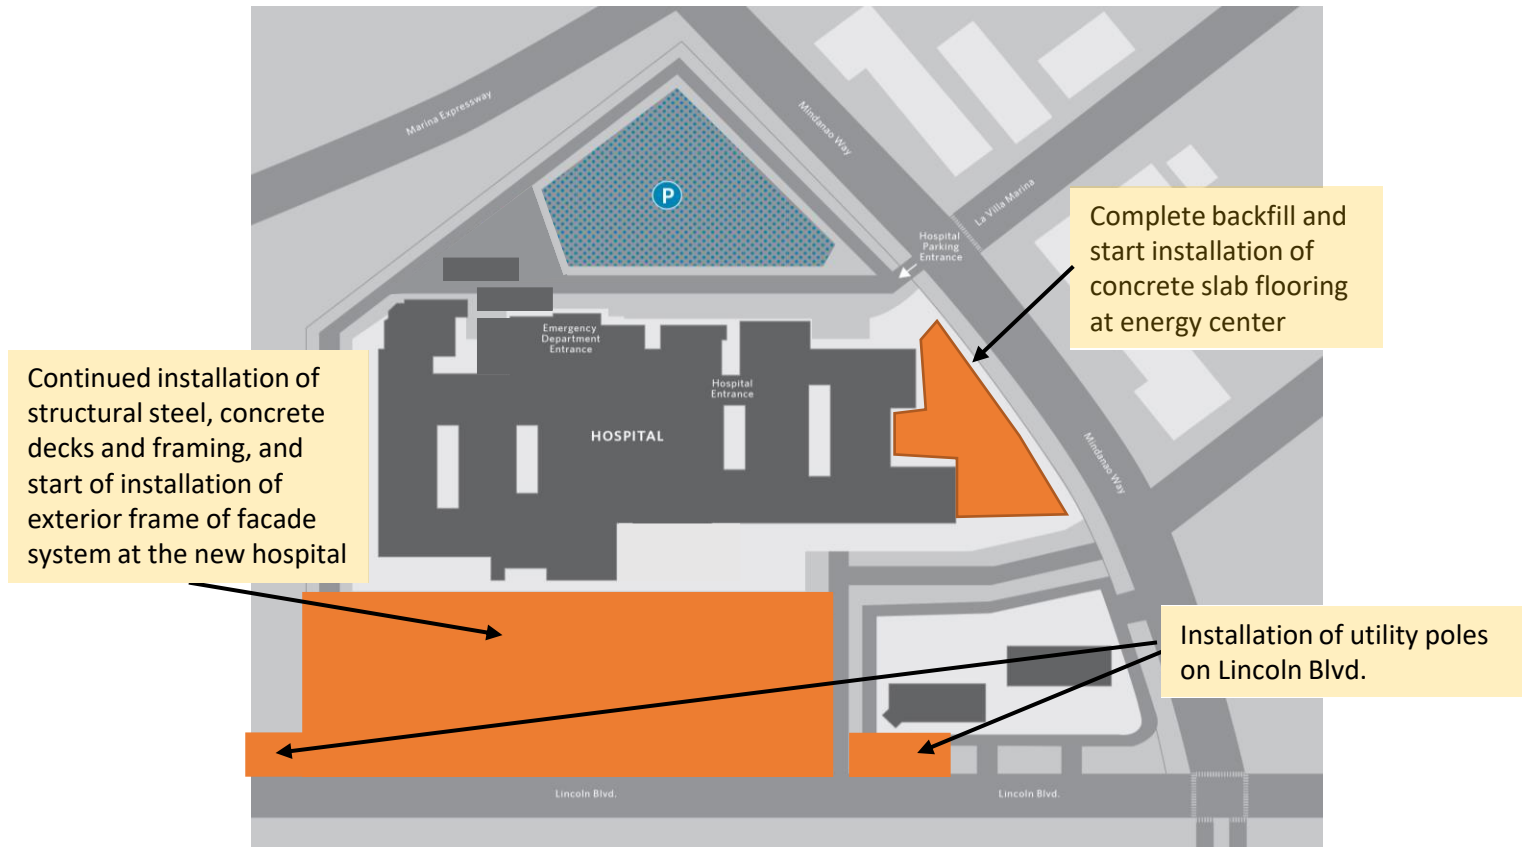 Marina Expressway
Mindanao Way
P
La Villa Marina
Hospital
Parking
Entrance
Complete backfill and
start installation of
concrete slab flooring
at energy center
Emergency
Department
Entrance
Hospital
Entrance
HOSPITAL
Continued installation of
structural steel, concrete
decks and framing, and
start of installation of
exterior frame of facade
system at the new hospital
Mindanao Way
Installation of utility poles
on Lincoln Blvd.
Lincoln Blvd.
Lincoln Blvd.